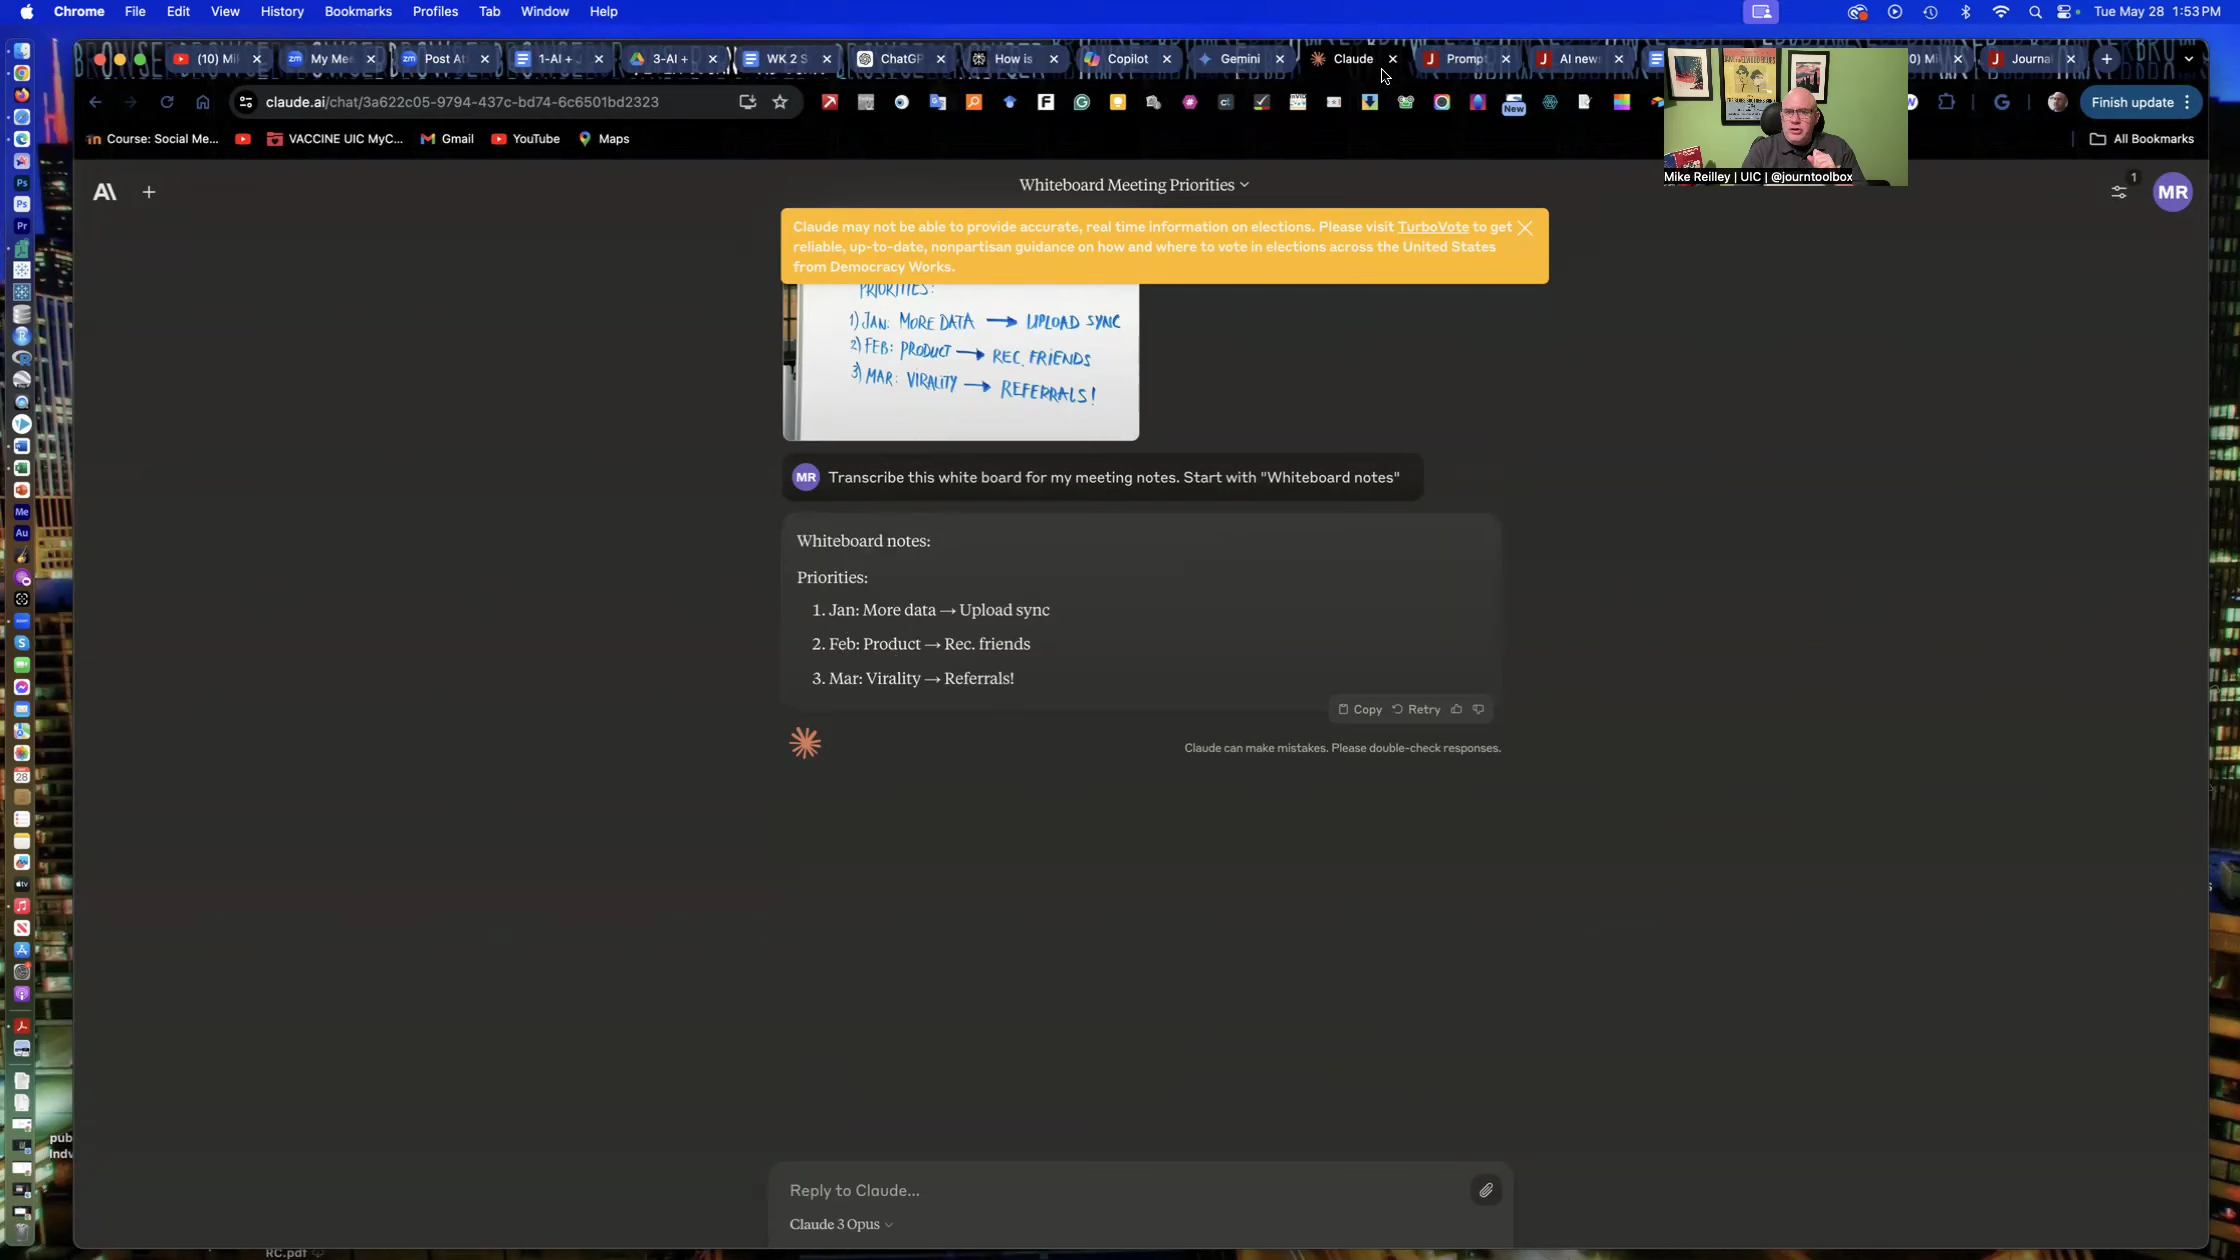 Chrome File Edit View History Bookmarks Profiles Tab Window Help
Tue May 28 1:53 PM
(10) Mi
My Mee
Post At
1-AI +
3-AI +
WK 2 S
ChatGP
How is
Copilot
Gemini
Claude
Prompt
AI new
Journal
claude.ai/chat/3a622c05-9794-437c-bd74-6c6501bd2323
New
Finish update
Course: Social Me...
VACCINE UIC MyC...
Gmail
YouTube
Maps
All Bookmarks
Mike Reilley | UIC | @journtoolbox
Whiteboard Meeting Priorities
1
MR
Claude may not be able to provide accurate, real time information on elections. Please visit TurboVote to get
reliable, up-to-date, nonpartisan guidance on how and where to vote in elections across the United States
from Democracy Works.
PRIORITIES:
1) JAN: MORE DATA → UPLOAD SYNC
2) FEB: PRODUCT → REC. FRIENDS
3) MAR: VIRALITY → REFERRALS!
MR Transcribe this white board for my meeting notes. Start with "Whiteboard notes"
Whiteboard notes:
Priorities:
1. Jan: More data → Upload sync
2. Feb: Product → Rec. friends
3. Mar: Virality → Referrals!
Copy Retry
Claude can make mistakes. Please double-check responses.
Reply to Claude...
Claude 3 Opus
RC.pdf